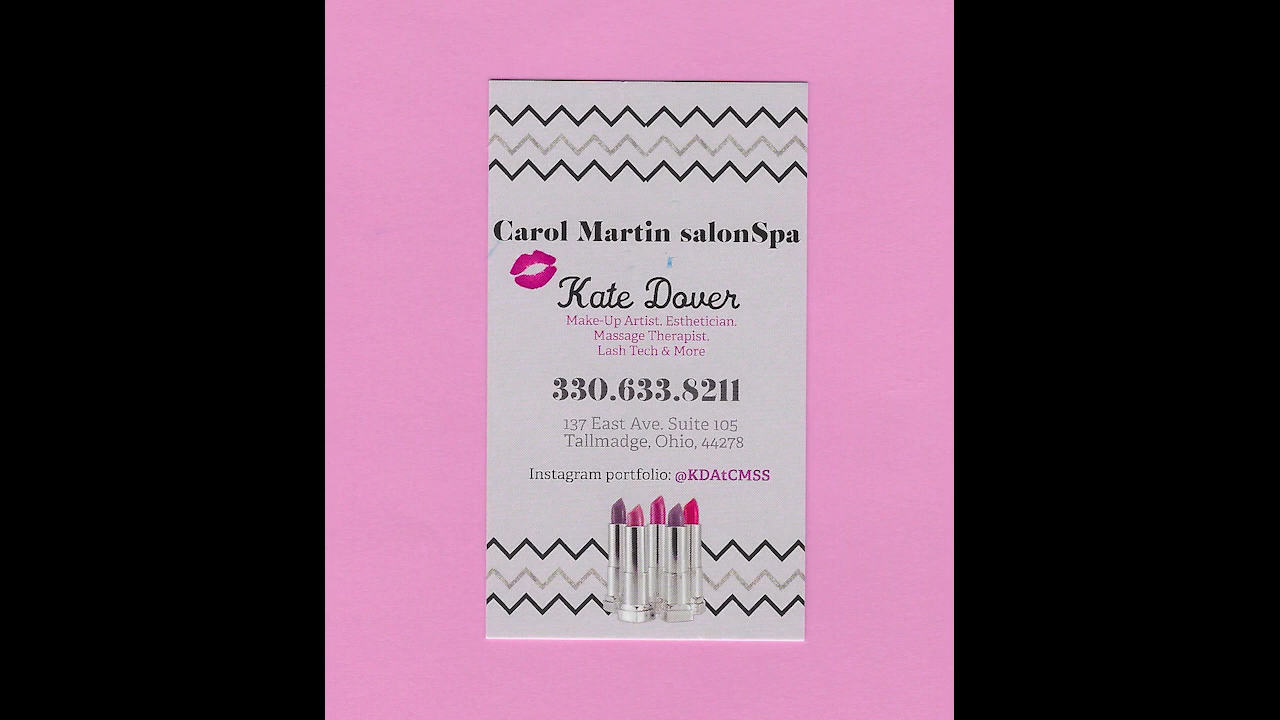 Carol Martin salonSpa
Kate Dover
Make-Up Artist. Esthetician.
Massage Therapist.
Lash Tech & More
330.633.8211
137 East Ave. Suite 105
Tallmadge, Ohio, 44278
Instagram portfolio: @KDAtCMSS